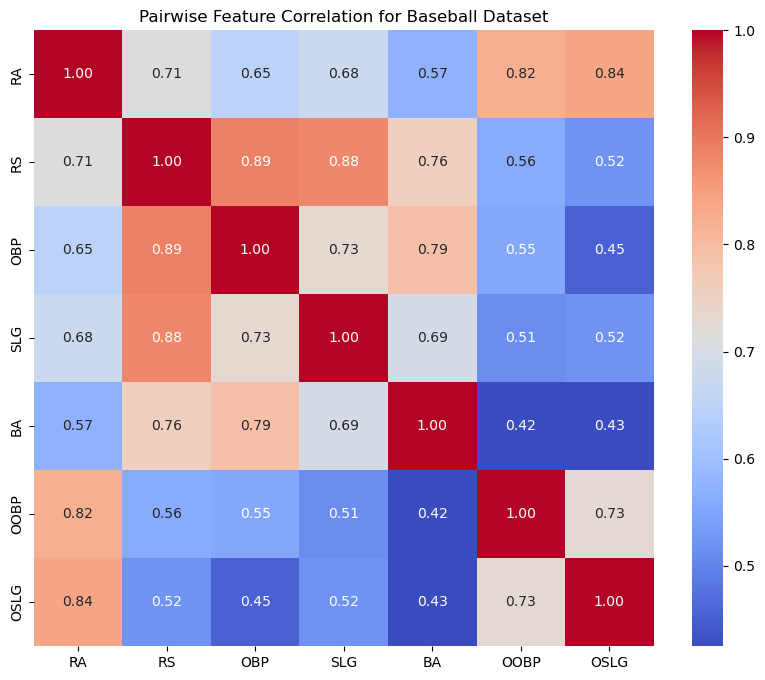 Pairwise Feature Correlation for Baseball Dataset
RA 1.00 0.71 0.65 0.68 0.57 0.82 0.84
RS 0.71 1.00 0.89 0.88 0.76 0.56 0.52
OBP 0.65 0.89 1.00 0.73 0.79 0.55 0.45
SLG 0.68 0.88 0.73 1.00 0.69 0.51 0.52
BA 0.57 0.76 0.79 0.69 1.00 0.42 0.43
OOBP 0.82 0.56 0.55 0.51 0.42 1.00 0.73
OSLG 0.84 0.52 0.45 0.52 0.43 0.73 1.00
RA RS OBP SLG BA OOBP OSLG
1.0
0.9
0.8
0.7
0.6
0.5